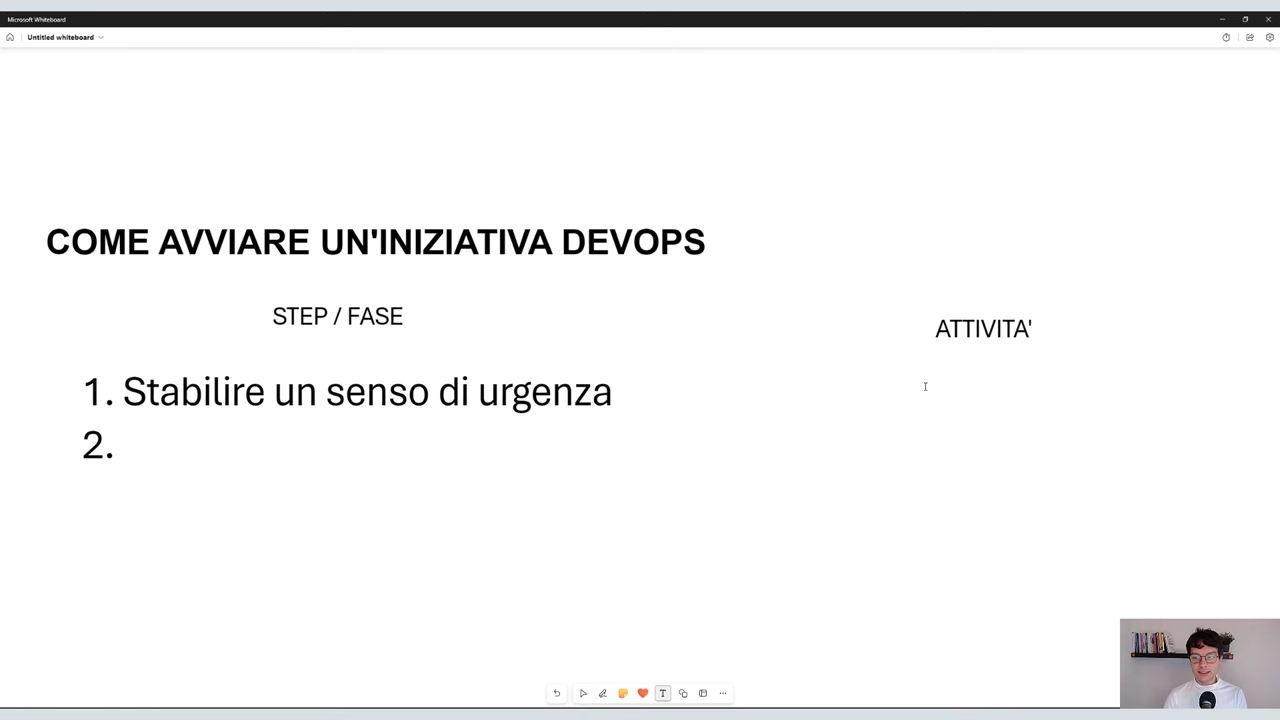 Microsoft Whiteboard
Untitled whiteboard
COME AVVIARE UN'INIZIATIVA DEVOPS
STEP / FASE
ATTIVITA'
1. Stabilire un senso di urgenza
2.
T